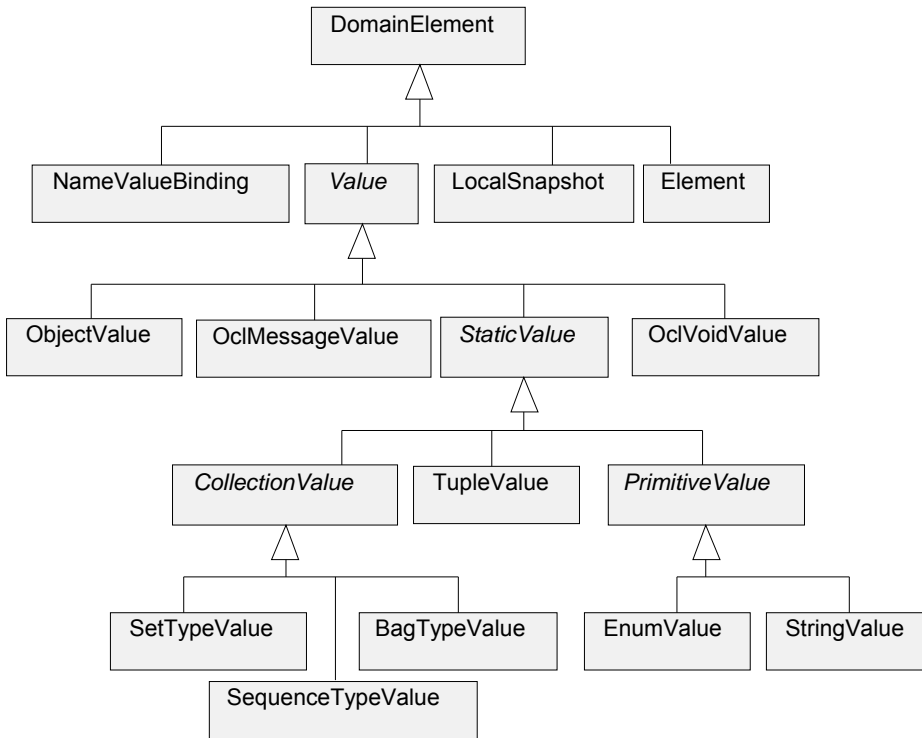 DomainElement
NameValueBinding
Value
LocalSnapshot
Element
ObjectValue
OclMessageValue
StaticValue
OclVoidValue
CollectionValue
TupleValue
PrimitiveValue
SetTypeValue
BagTypeValue
EnumValue
StringValue
SequenceTypeValue